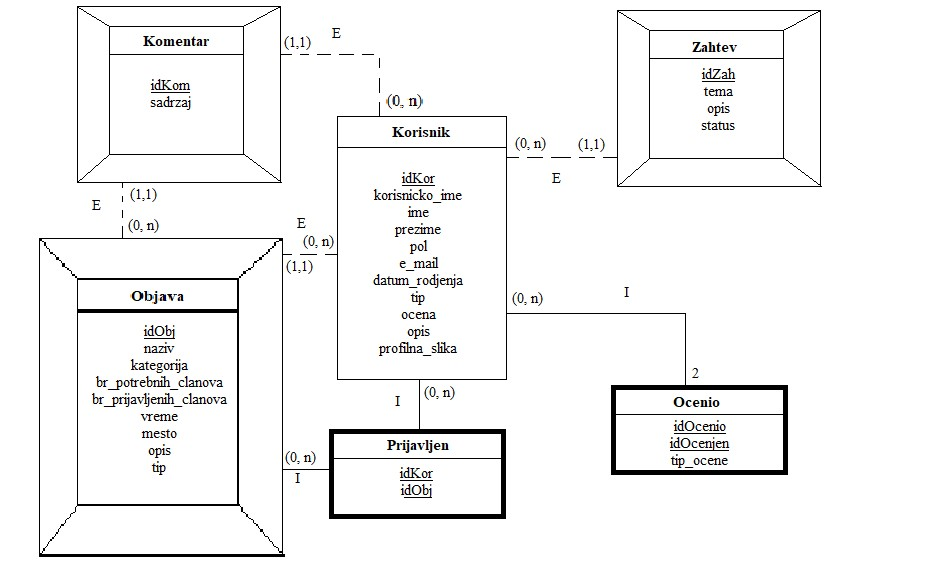 Komentar
idKom
sadrzaj
(1,1)
E
(0, n)
Zahtev
idZah
tema
opis
status
Korisnik
idKor
korisnicko_ime
ime
prezime
pol
e_mail
datum_rodjenja
tip
ocena
opis
profilna_slika
(0, n)
(1,1)
E
(1,1)
E
(0, n)
E
(0, n)
(1,1)
Objava
idObj
naziv
kategorija
br_potrebnih_clanova
br_prijavljenih_clanova
vreme
mesto
opis
tip
(0, n)
I
2
Ocenio
idOcenio
idOcenjen
tip_ocene
(0, n)
I
Prijavljen
idKor
idObj
(0, n)
I